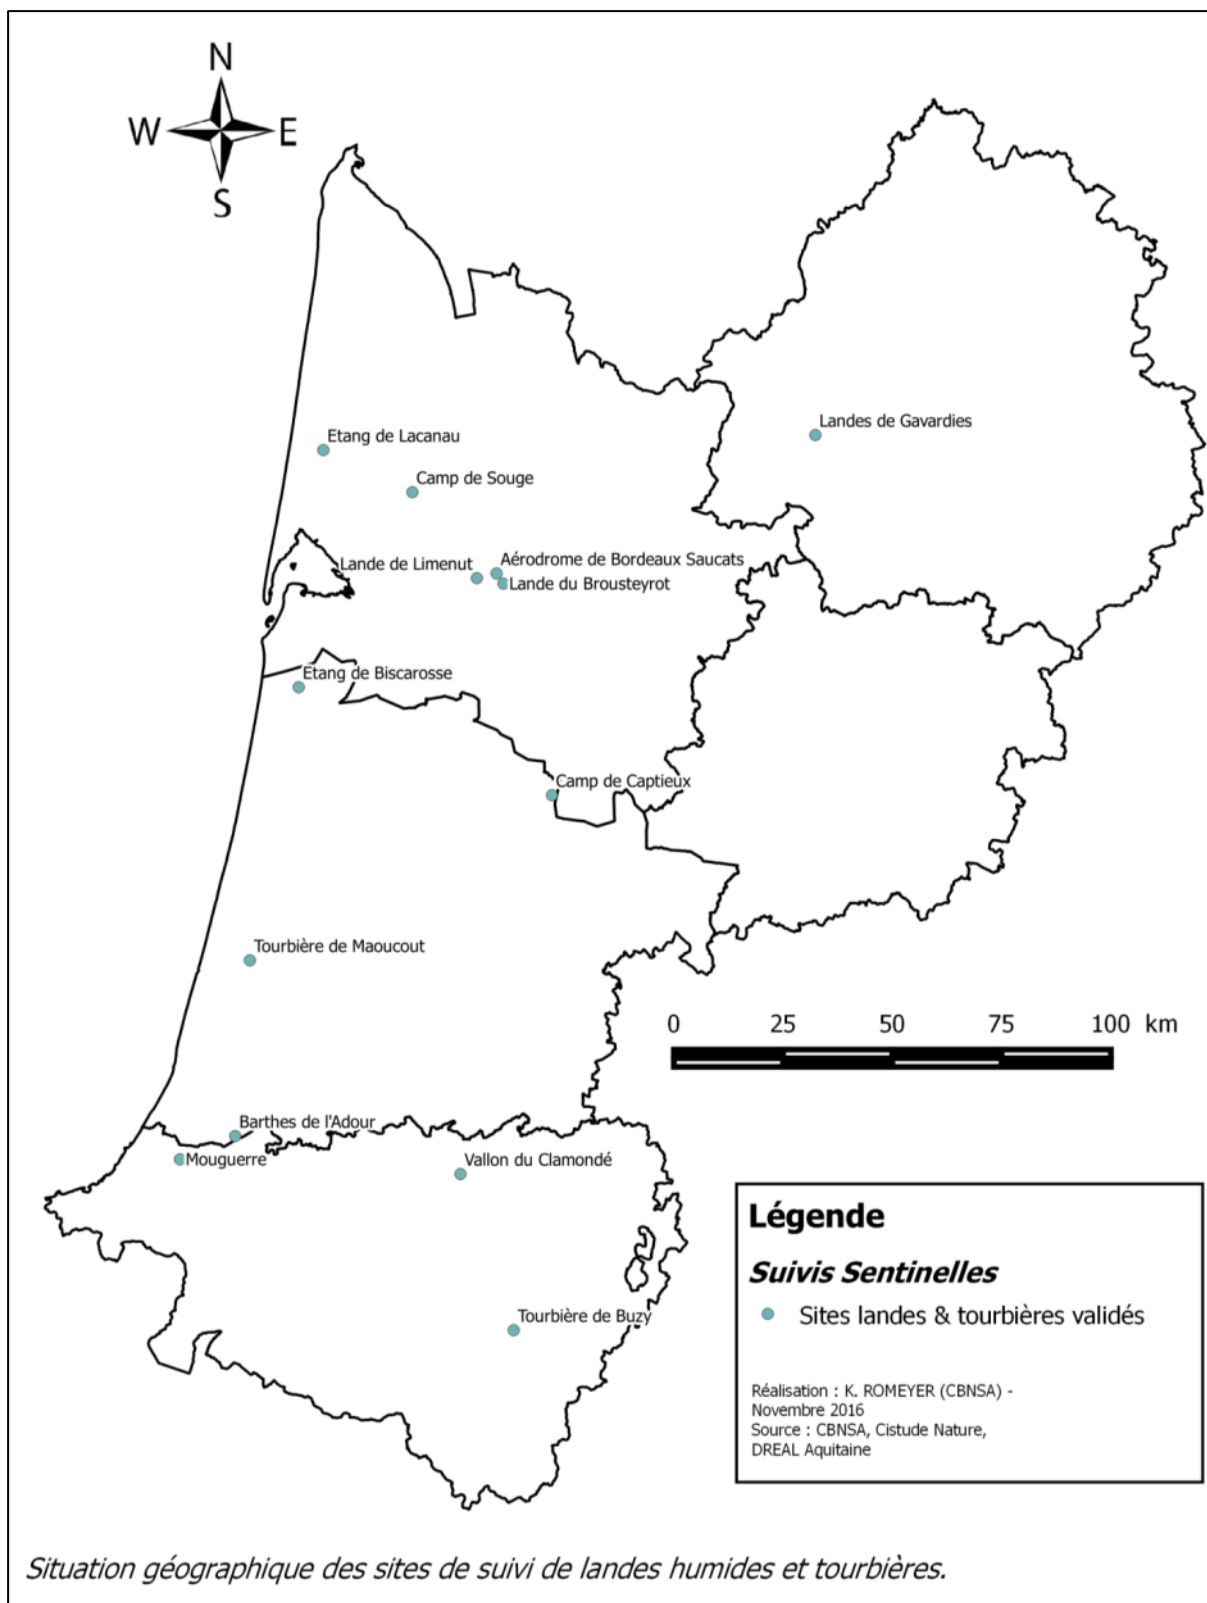 N
W E
S
Landes de Gavardies
Etang de Lacanau
Camp de Souge
Aérodrome de Bordeaux Saucats
Lande de Limenut
Lande du Brousteyrot
Etang de Biscarosse
Camp de Captieux
Tourbière de Maoucout
0 25 50 75 100 km
Barthes de l'Adour
Mouguerre
Vallon du Clamondé
Tourbière de Buzy
Légende
Suivis Sentinelles
Sites landes & tourbières validés
Réalisation : K. ROMEYER (CBNSA) -
Novembre 2016
Source : CBNSA, Cistude Nature,
DREAL Aquitaine
Situation géographique des sites de suivi de landes humides et tourbières.